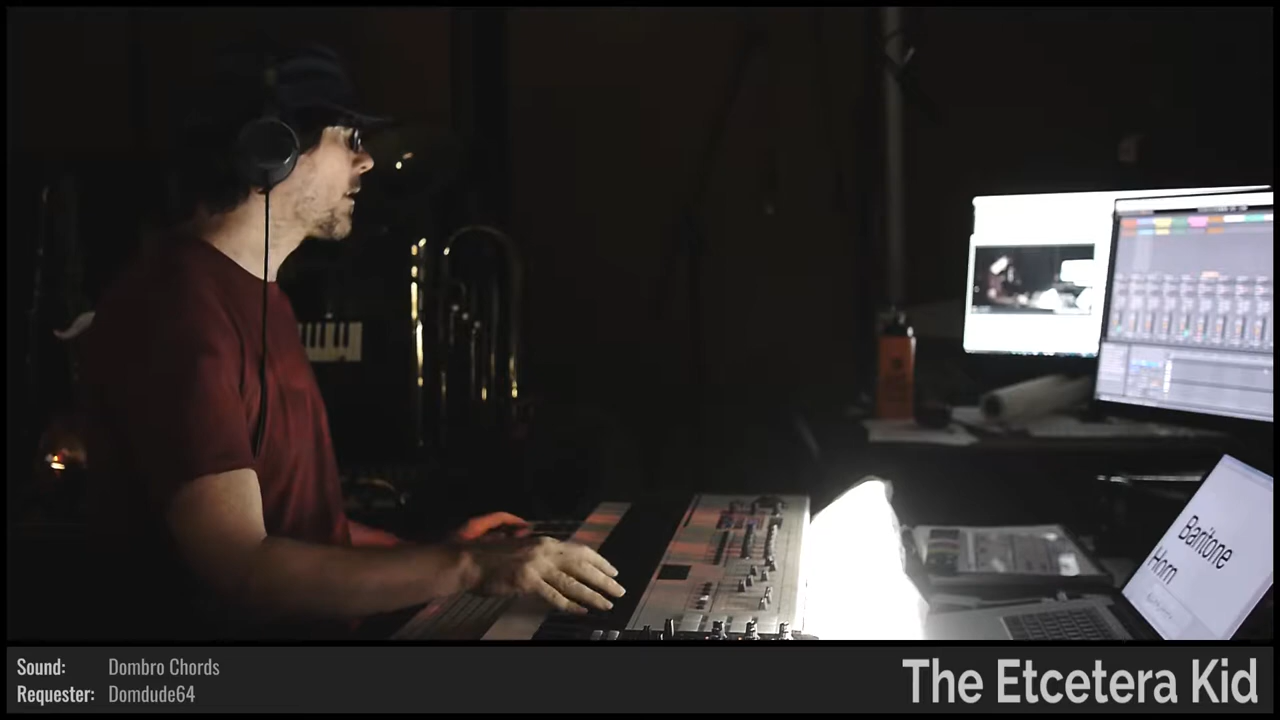 Baritone
Horn
Sound: Dombro Chords
Requester: Domdude64
The Etcetera Kid